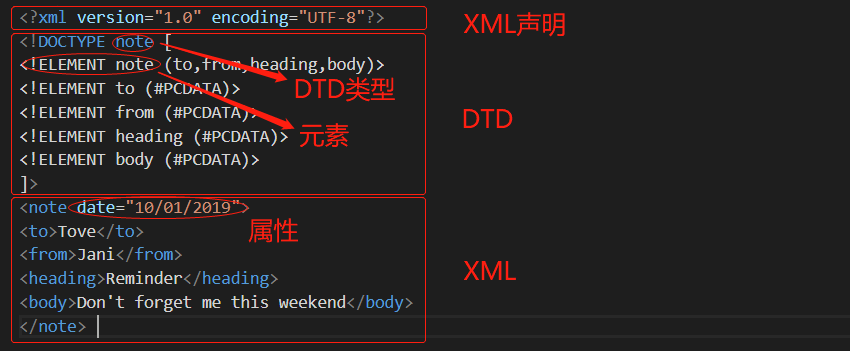 <?xml version="1.0" encoding="UTF-8"?>
XML声明
<!DOCTYPE note [
<!ELEMENT note (to,from,heading,body)>
<!ELEMENT to (#PCDATA)>
DTD类型
<!ELEMENT from (#PCDATA)>
DTD
<!ELEMENT heading (#PCDATA)>
元素
<!ELEMENT body (#PCDATA)>
]>
<note date="10/01/2019">
<to>Tove</to>
属性
<from>Jani</from>
<heading>Reminder</heading>
XML
<body>Don't forget me this weekend</body>
</note>